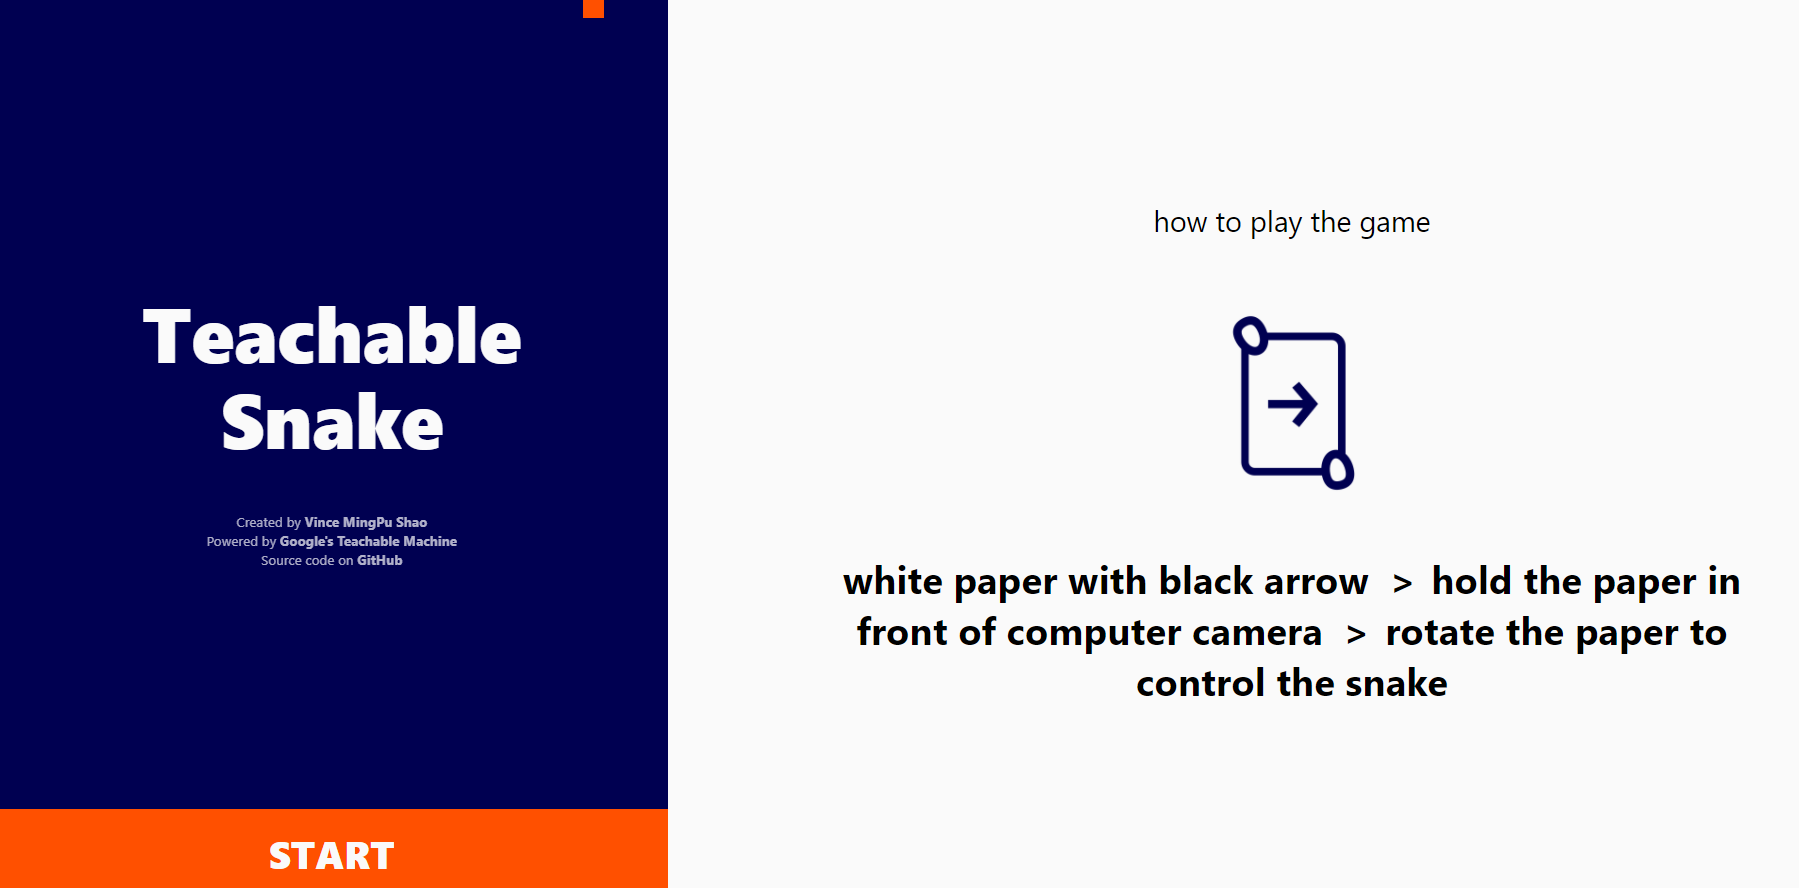 Teachable
Snake
Created by Vince MingPu Shao
Powered by Google's Teachable Machine
Source code on GitHub
START
how to play the game
white paper with black arrow > hold the paper in
front of computer camera > rotate the paper to
control the snake